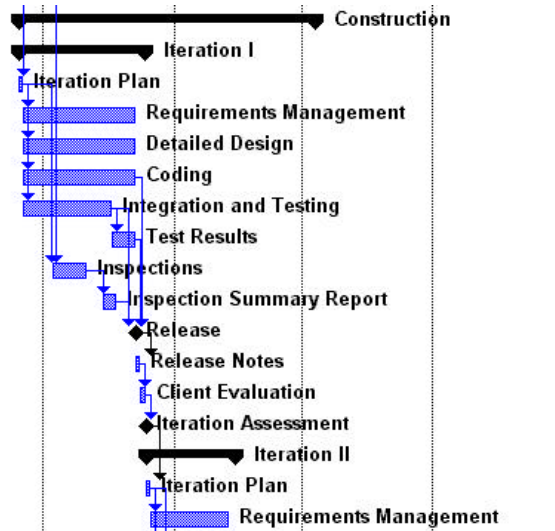 Construction
Iteration I
Iteration Plan
Requirements Management
Detailed Design
Coding
Integration and Testing
Test Results
Inspections
Inspection Summary Report
Release
Release Notes
Client Evaluation
Iteration Assessment
Iteration II
Iteration Plan
Requirements Management